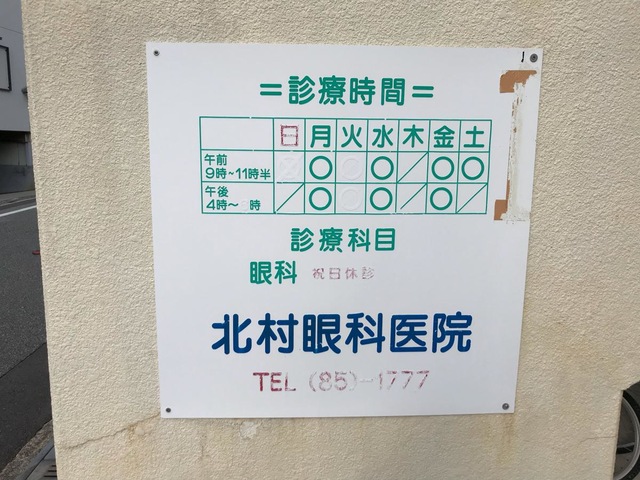 ＝診療時間＝
日 月 火 水 木 金 土
午前 9時~11時半 ○ ○ ／ ○ ○
午後 4時~ 時 ／ ○ ○ ／ ○ ／
診療科目
眼科 祝日休診
北村眼科医院
TEL (85)-1777